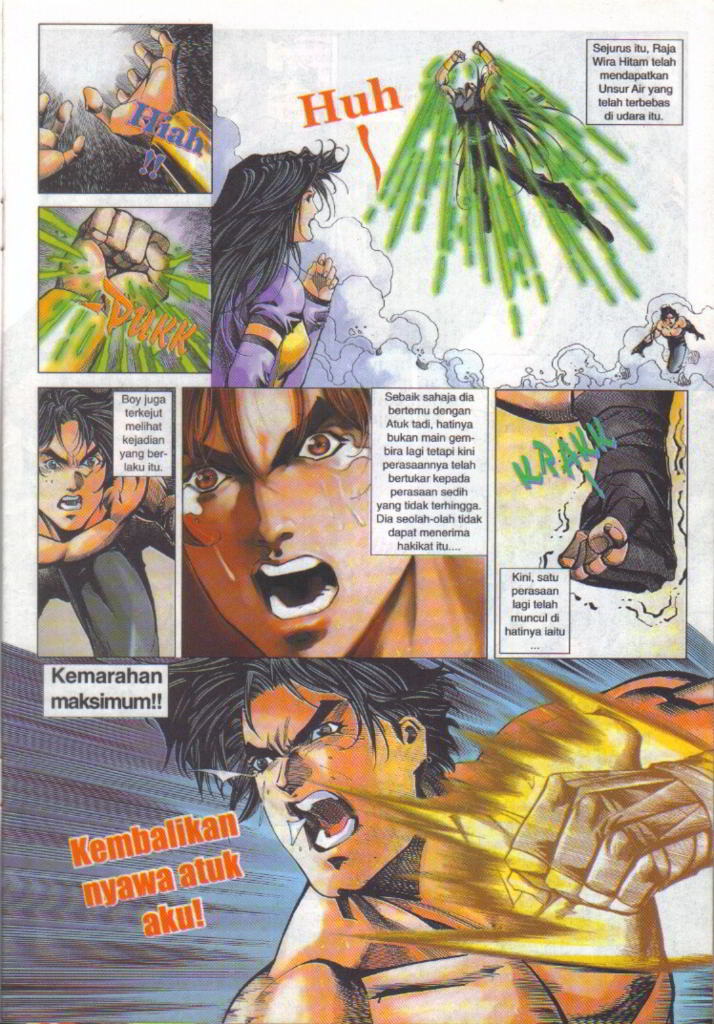 Hiah
!!
Huh
Sejurus itu, Raja
Wira Hitam telah
mendapatkan
Unsur Air yang
telah terbebas
di udara itu.
DUKK
Boy juga
terkejut
melihat
kejadian
yang ber-
laku itu.
Sebaik sahaja dia
bertemu dengan
Atuk tadi, hatinya
bukan main gem-
bira lagi tetapi kini
perasaannya telah
bertukar kepada
perasaan sedih
yang tidak terhingga.
Dia seolah-olah tidak
dapat menerima
hakikat itu....
KRAKK
Kini, satu
perasaan
lagi telah
muncul di
hatinya iaitu
...
Kemarahan
maksimum!!
Kembalikan
nyawa atuk
aku!